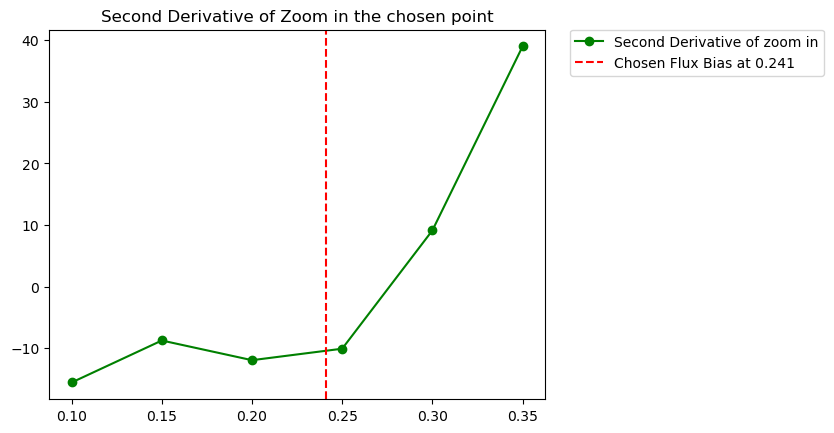 Second Derivative of Zoom in the chosen point
Second Derivative of zoom in
Chosen Flux Bias at 0.241
40
30
20
10
0
−10
0.10 0.15 0.20 0.25 0.30 0.35